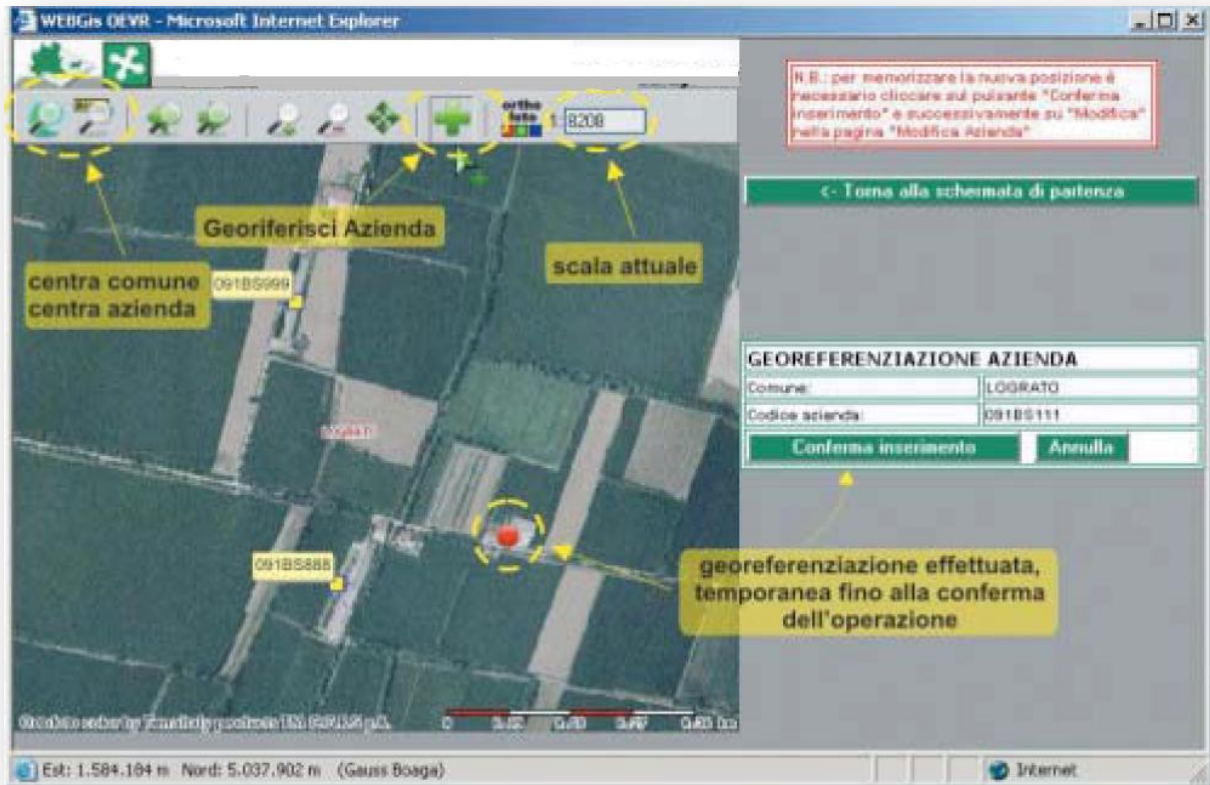 WEBGis OEVR - Microsoft Internet Explorer
N.B.: per memorizzare la nuova posizione è
necessario cliccare sul pulsante "Conferma
inserimento" e successivamente su "Modifica"
nella pagina "Modifica Azienda"
ortho
foto
1: 8208
<- Torna alla schermata di partenza
Georiferisci Azienda
scala attuale
centra comune
centra azienda
091BS999
GEOREFERENZIAZIONE AZIENDA
Comune: LOGRATO
Codice azienda: 091BS111
Conferma inserimento Annulla
091BS888
georeferenziazione effettuata,
temporanea fino alla conferma
dell'operazione
0
Est: 1.584.184 m Nord: 5.037.902 m (Gauss Boaga)
Internet